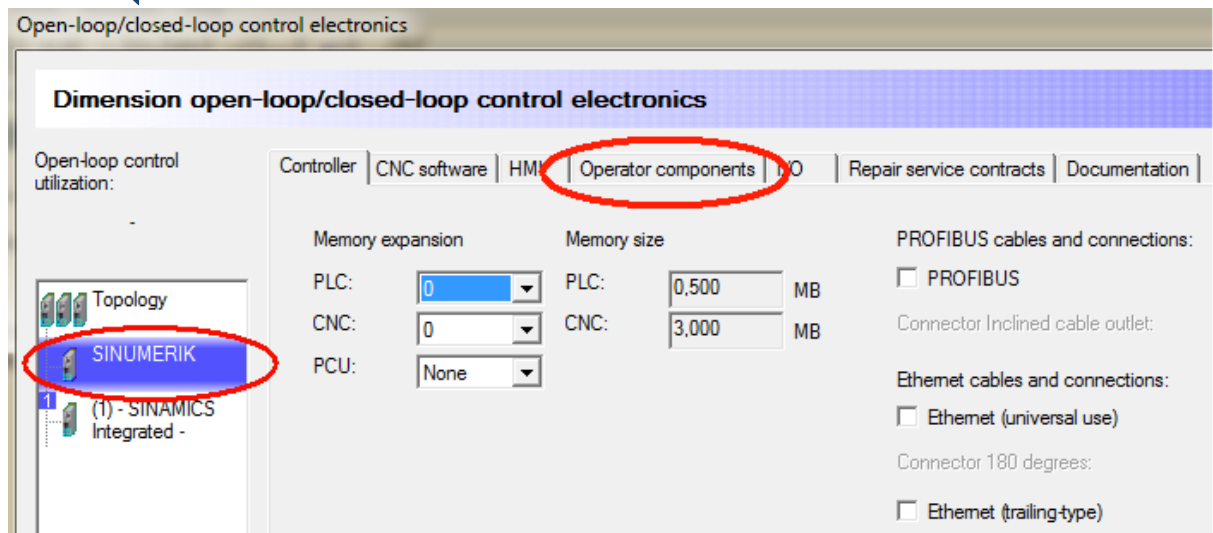 Open-loop/closed-loop control electronics
Dimension open-loop/closed-loop control electronics
Open-loop control
utilization:
-
Controller CNC software HMI Operator components I/O Repair service contracts Documentation
Memory expansion Memory size PROFIBUS cables and connections:
PLC: 0 PLC: 0,500 MB PROFIBUS
CNC: 0 CNC: 3,000 MB Connector Inclined cable outlet:
PCU: None Ethernet cables and connections:
Ethernet (universal use)
Connector 180 degrees:
Ethernet (trailing-type)
Topology
SINUMERIK
1 (1) - SINAMICS
Integrated -